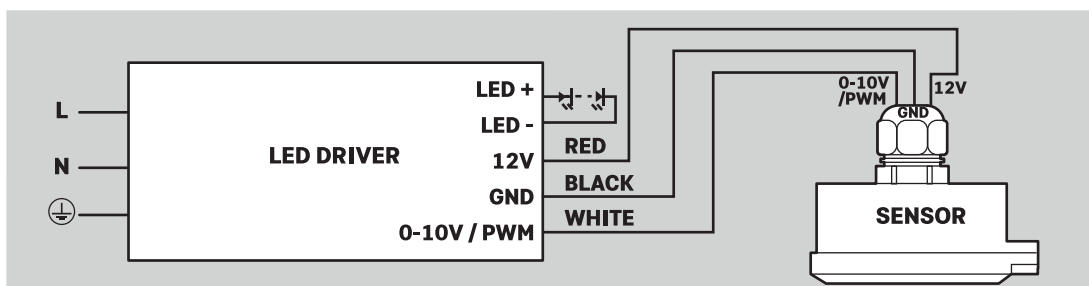 L
N
LED DRIVER
LED +
LED -
12V
GND
0-10V / PWM
RED
BLACK
WHITE
0-10V
/PWM
GND
12V
SENSOR